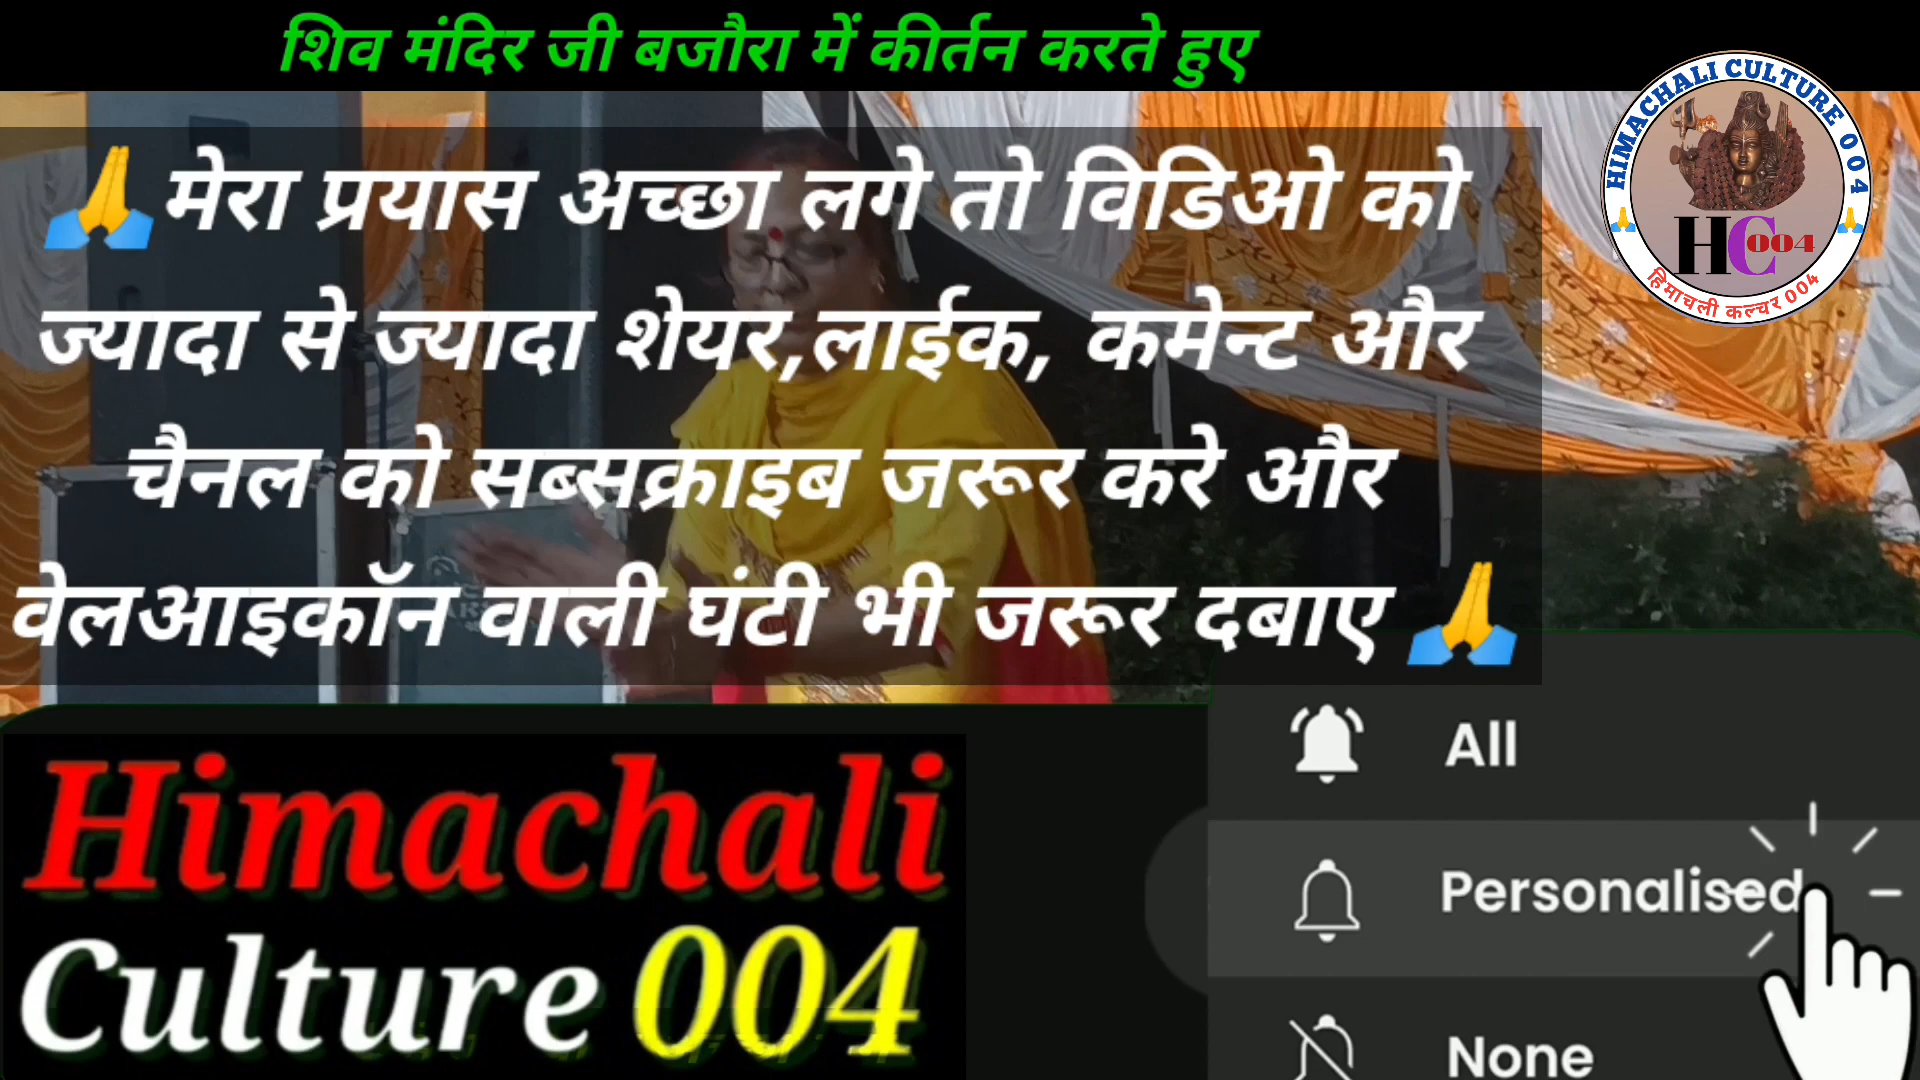 शिव मंदिर जी बजौरा में कीर्तन करते हुए
HIMACHALI CULTURE 004
HC004
हिमाचली कल्चर 004
🙏मेरा प्रयास अच्छा लगे तो विडिओ को
ज्यादा से ज्यादा शेयर,लाईक, कमेन्ट और
चैनल को सब्सक्राइब जरूर करे और
वेलआइकॉन वाली घंटी भी जरूर दबाए 🙏
Himachali
Culture 004
All
Personalised
None